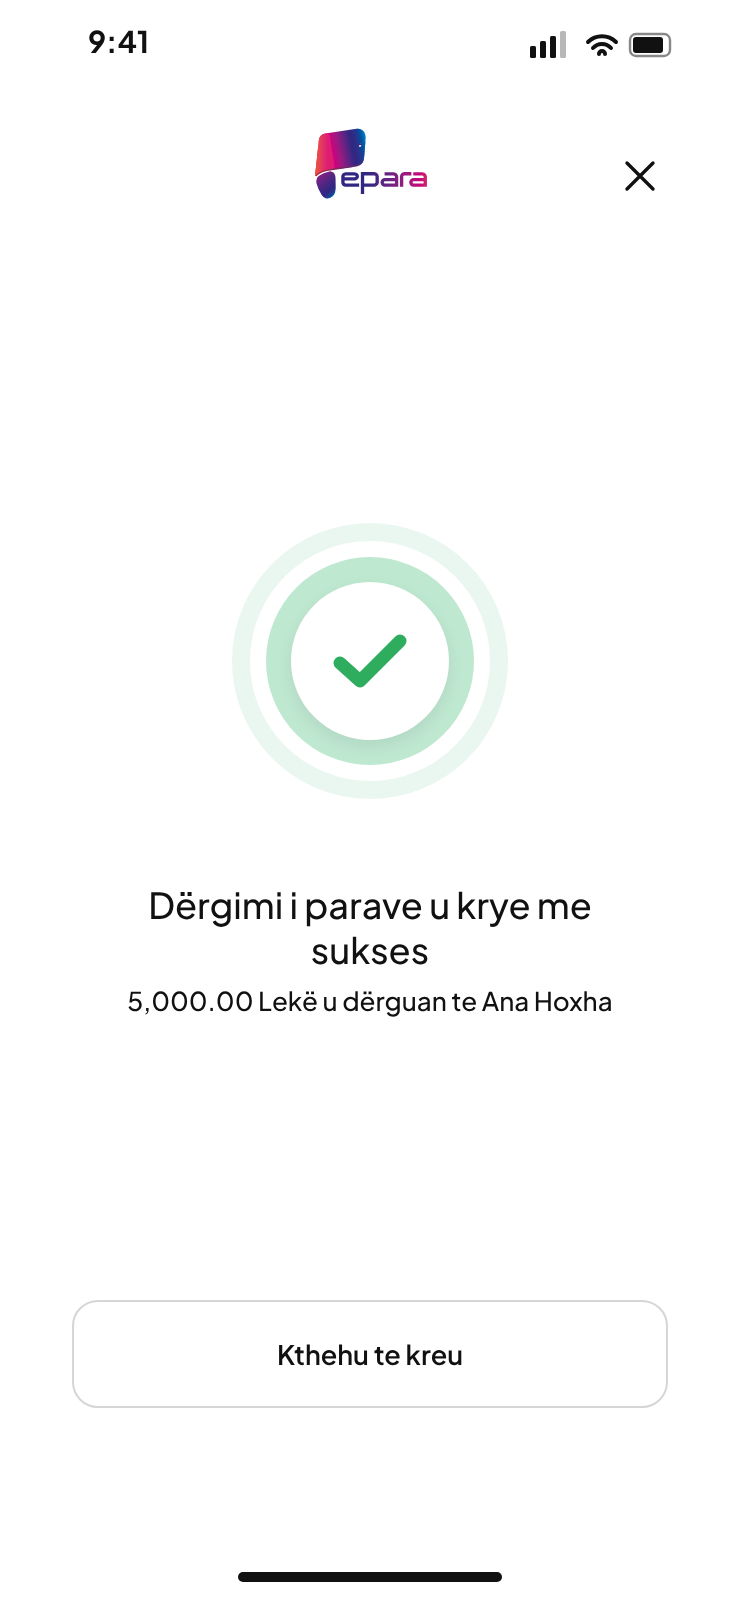 9:41
epara
Dërgimi i parave u krye me
sukses
5,000.00 Lekë u dërguan te Ana Hoxha
Kthehu te kreu